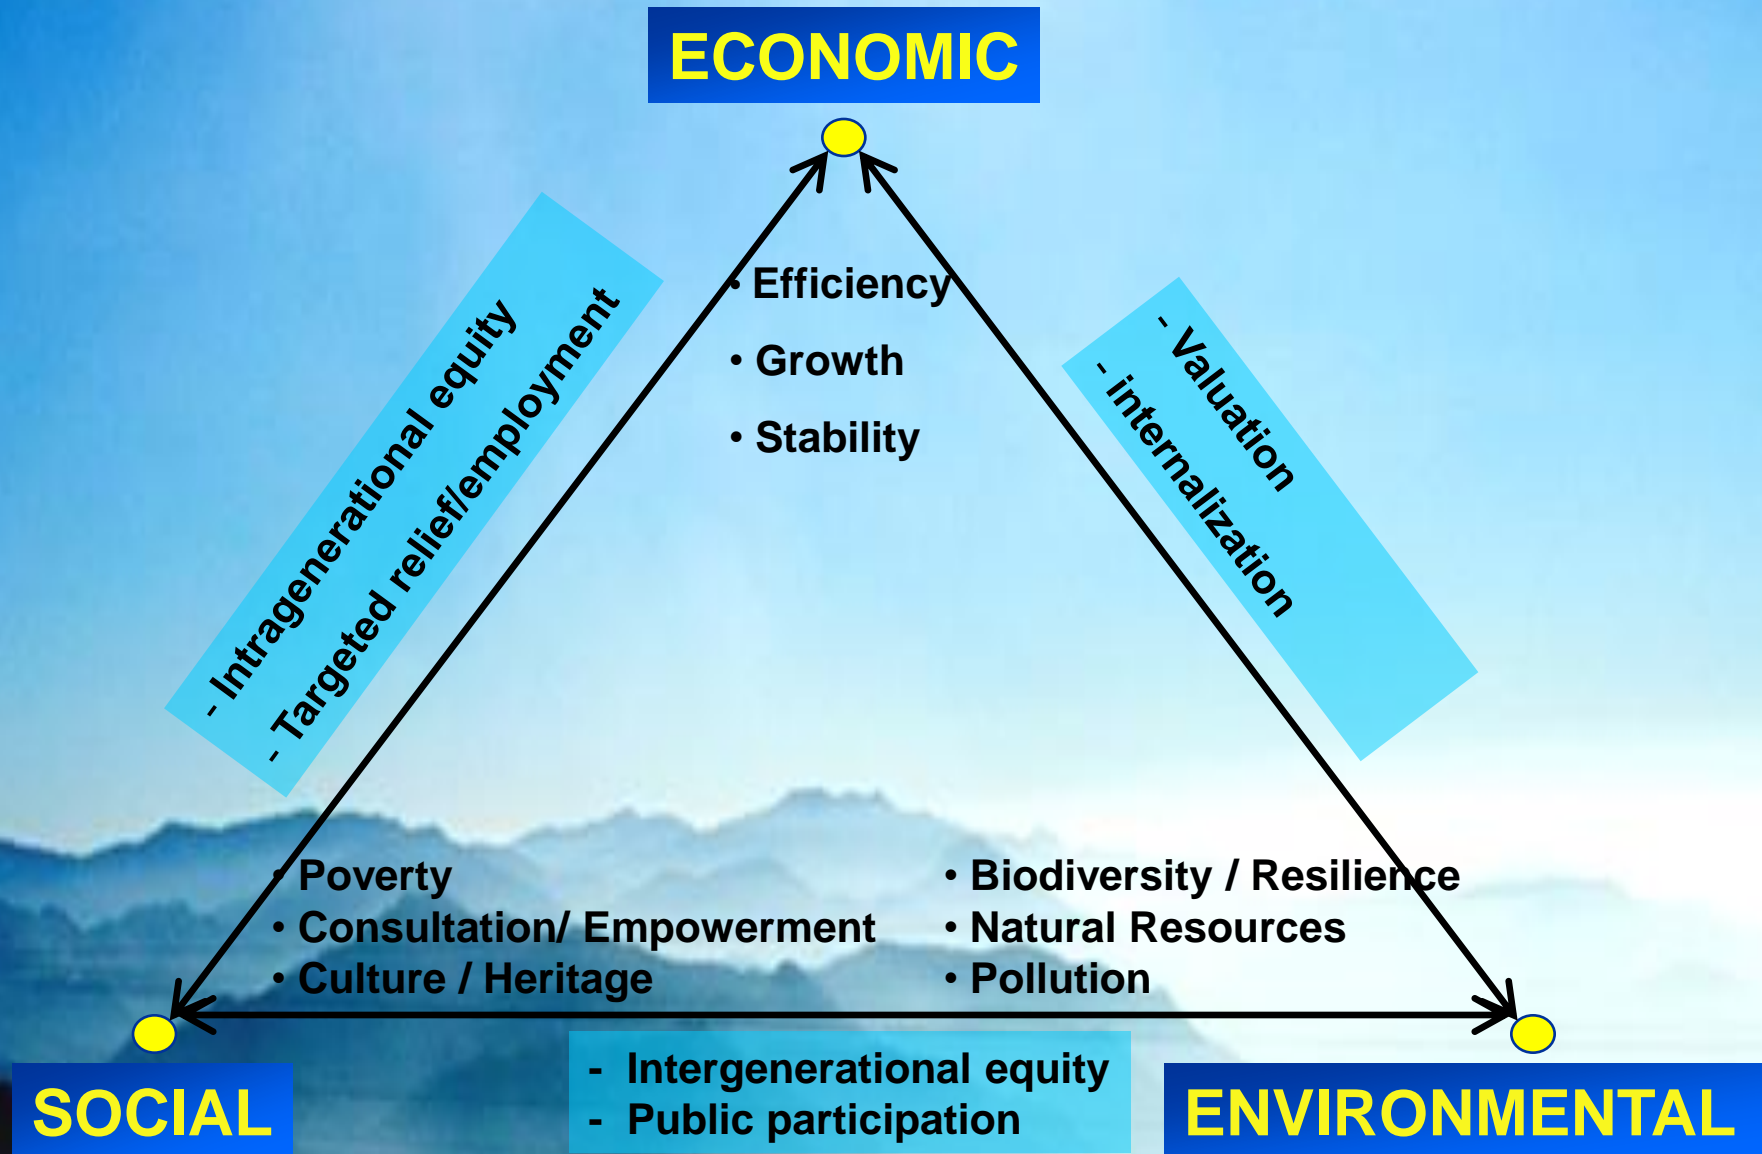 ECONOMIC
• Efficiency
• Growth
• Stability
- Intragenerational equity
- Targeted relief/employment
- Valuation
- internalization
• Poverty
• Consultation/ Empowerment
• Culture / Heritage
• Biodiversity / Resilience
• Natural Resources
• Pollution
- Intergenerational equity
- Public participation
SOCIAL
ENVIRONMENTAL